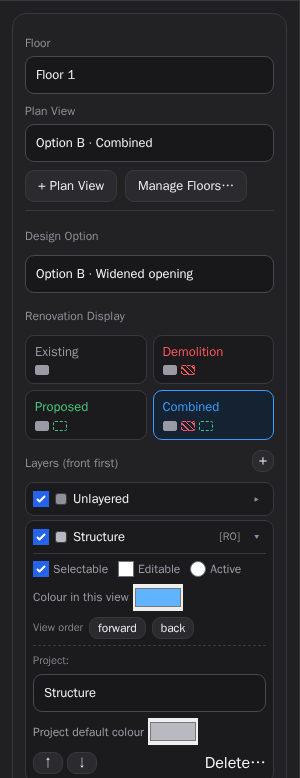 Floor
Floor 1
Plan View
Option B · Combined
+ Plan View
Manage Floors⋯
Design Option
Option B · Widened opening
Renovation Display
Existing
Demolition
Proposed
Combined
Layers (front first)
+
Unlayered ▸
Structure [RO] ▾
Selectable Editable Active
Colour in this view
View order forward back
Project:
Structure
Project default colour
↑ ↓ Delete⋯